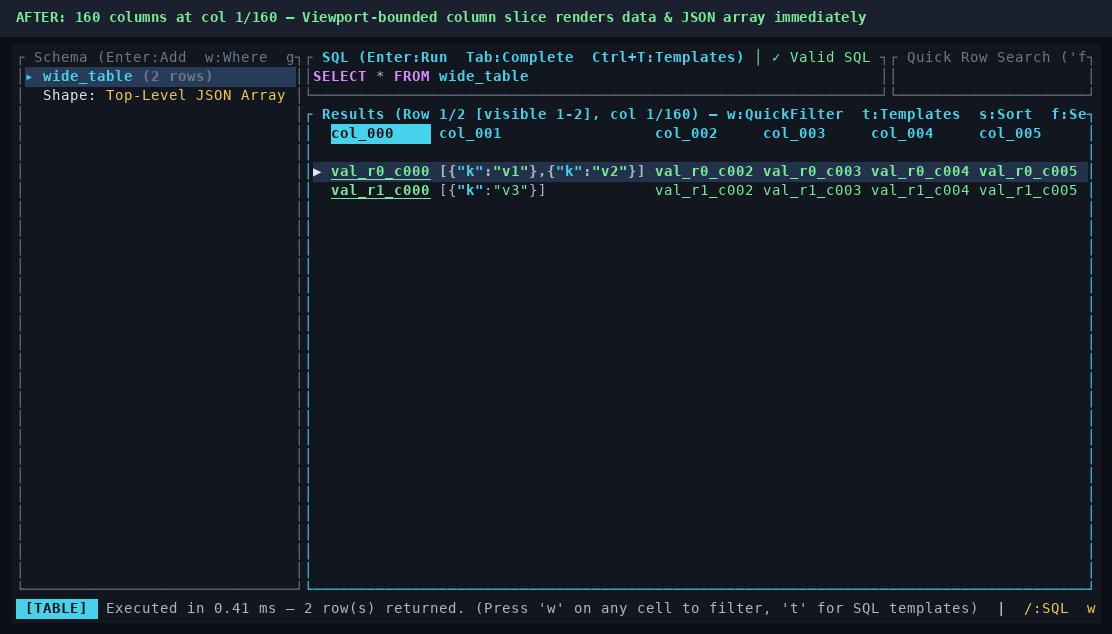 AFTER: 160 columns at col 1/160 — Viewport-bounded column slice renders data & JSON array immediately
Schema (Enter:Add  w:Where  g
SQL (Enter:Run  Tab:Complete  Ctrl+T:Templates) │ ✓ Valid SQL
Quick Row Search ('f
▸ wide_table (2 rows)
SELECT * FROM wide_table
Shape: Top-Level JSON Array
Results (Row 1/2 [visible 1-2], col 1/160) — w:QuickFilter  t:Templates  s:Sort  f:Se
col_000 col_001 col_002 col_003 col_004 col_005
▶ val_r0_c000 [{"k":"v1"},{"k":"v2"}] val_r0_c002 val_r0_c003 val_r0_c004 val_r0_c005
val_r1_c000 [{"k":"v3"}] val_r1_c002 val_r1_c003 val_r1_c004 val_r1_c005
[TABLE] Executed in 0.41 ms — 2 row(s) returned. (Press 'w' on any cell to filter, 't' for SQL templates)  |  /:SQL  w